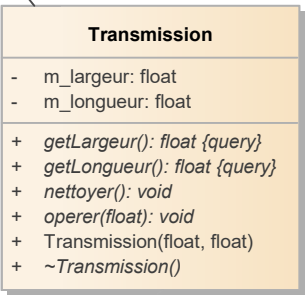 Transmission
- m_largeur: float
- m_longueur: float
+ getLargeur(): float {query}
+ getLongueur(): float {query}
+ nettoyer(): void
+ operer(float): void
+ Transmission(float, float)
+ ~Transmission()